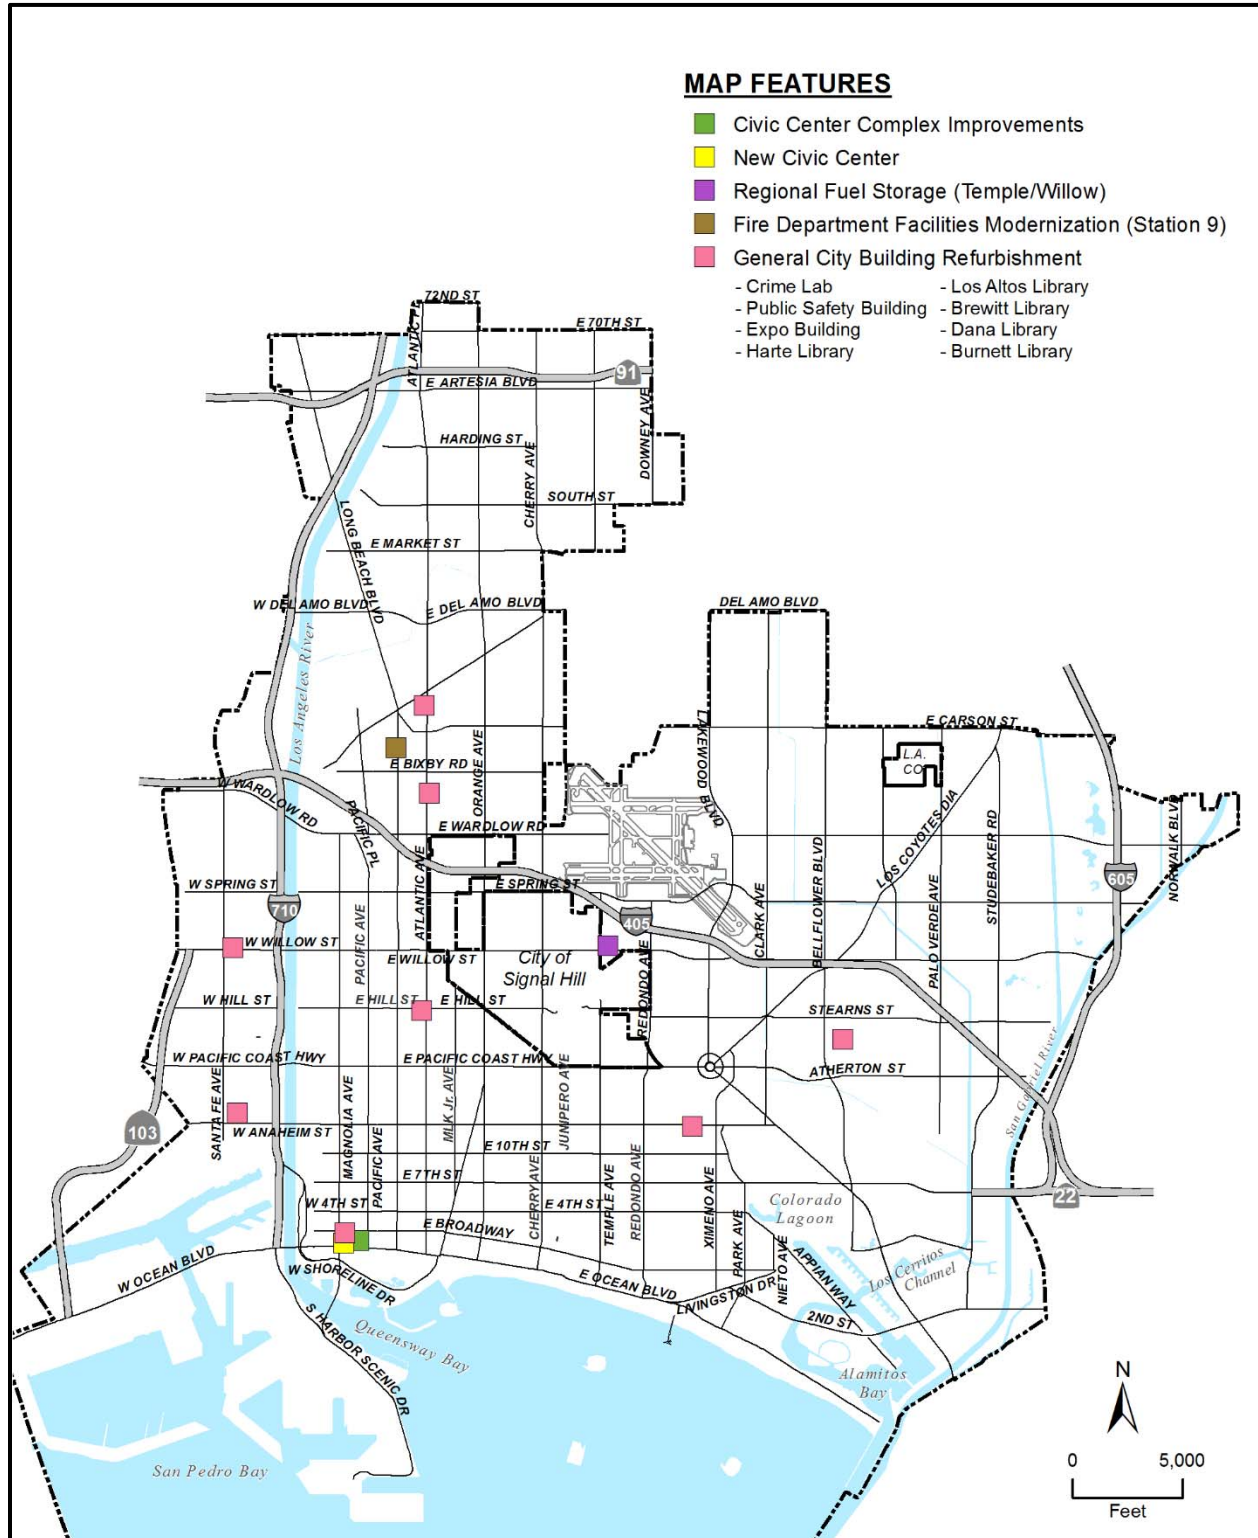 MAP FEATURES
Civic Center Complex Improvements
New Civic Center
Regional Fuel Storage (Temple/Willow)
Fire Department Facilities Modernization (Station 9)
General City Building Refurbishment
- Crime Lab
- Los Altos Library
- Public Safety Building
- Brewitt Library
- Expo Building
- Dana Library
- Harte Library
- Burnett Library
72ND ST
ATLANTIC PL
E 70TH ST
91
E ARTESIA BLVD
DOWNEY AVE
HARDING ST
CHERRY AVE
SOUTH ST
LONG BEACH BLVD
E MARKET ST
W DEL AMO BLVD
E DEL AMO BLVD
DEL AMO BLVD
Los Angeles River
LAKEWOOD BLVD
E CARSON ST
L.A.
CO
ORANGE AVE
E BIXBY RD
W WARDLOW RD
PACIFIC PL
E WARDLOW RD
LOS COYOTES DIA
STUDEBAKER RD
NORWALK BLVD
BELLFLOWER BLVD
605
W SPRING ST
E SPRING ST
ATLANTIC AVE
710
405
PACIFIC AVE
CLARK AVE
PALO VERDE AVE
W WILLOW ST
E WILLOW ST
City of
Signal Hill
REDONDO AVE
W HILL ST
E HILL ST
E HILL ST
STEARNS ST
W PACIFIC COAST HWY
E PACIFIC COAST HWY
ATHERTON ST
San Gabriel River
SANTA FE AVE
MAGNOLIA AVE
MLK Jr. AVE
JUNIPERO AVE
103
W ANAHEIM ST
PACIFIC AVE
E 10TH ST
E 7TH ST
22
W 4TH ST
E 4TH ST
CHERRY AVE
TEMPLE AVE
REDONDO AVE
XIMENO AVE
PARK AVE
NIETO AVE
Colorado
Lagoon
E BROADWAY
APPIAN WAY
Los Cerritos
Channel
W OCEAN BLVD
W SHORELINE DR
E OCEAN BLVD
LIVINGSTON DR
2ND ST
S HARBOR SCENIC DR
Queensway Bay
Alamitos
Bay
San Pedro Bay
N
0
5,000
Feet